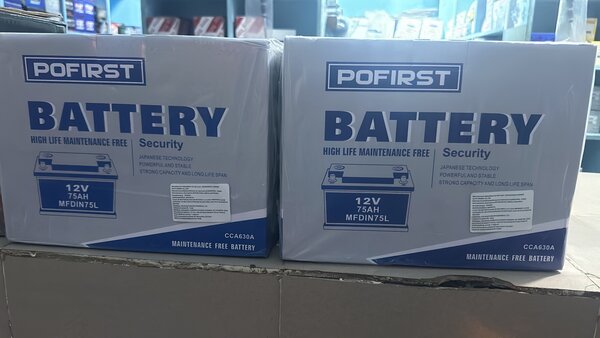 POFIRST
BATTERY
HIGH LIFE MAINTENANCE FREE
Security
JAPANESE TECHNOLOGY
POWERFUL AND STABLE
STRONG CAPACITY AND LONG LIFE SPAN
12V
75AH
MFDIN75L
CCA630A
MAINTENANCE FREE BATTERY
POFIRST
BATTERY
HIGH LIFE MAINTENANCE FREE
Security
JAPANESE TECHNOLOGY
POWERFUL AND STABLE
STRONG CAPACITY AND LONG LIFE SPAN
12V
75AH
MFDIN75L
CCA630A
MAINTENANCE FREE BATTERY